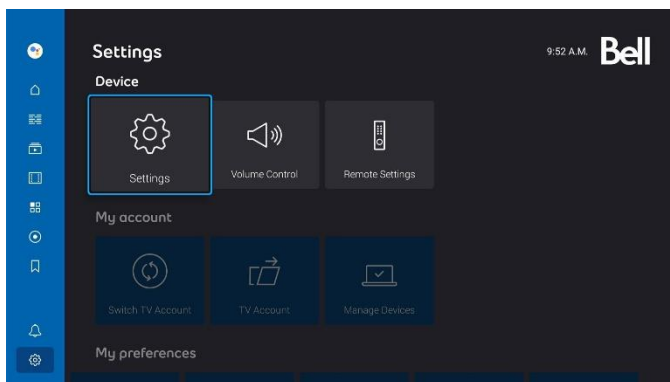 Settings
9:52 A.M.
Bell
Device
Settings
Volume Control
Remote Settings
My account
Switch TV Account
TV Account
Manage Devices
My preferences